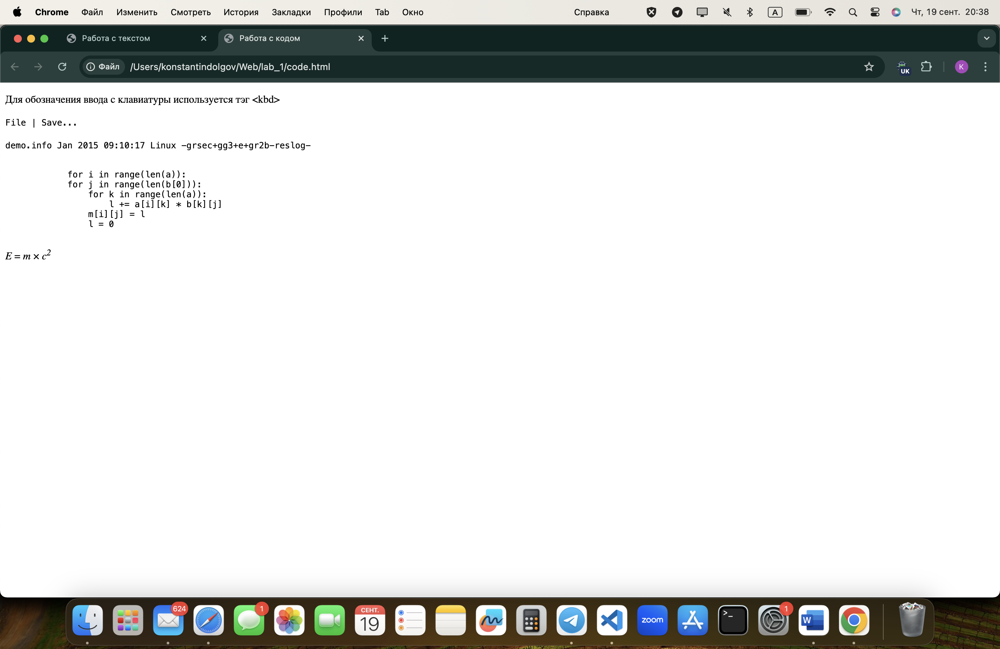 Chrome Файл Изменить Смотреть История Закладки Профили Tab Окно Справка A Чт, 19 сент. 20:38
Работа с текстом Работа с кодом
Файл /Users/konstantindolgov/Web/lab_1/code.html UK K
Для обозначения ввода с клавиатуры используется тэг <kbd>
File | Save...
demo.info Jan 2015 09:10:17 Linux -grsec+gg3+e+gr2b-reslog-
for i in range(len(a)):
for j in range(len(b[0])):
for k in range(len(a)):
l += a[i][k] * b[k][j]
m[i][j] = l
l = 0
E = m × c²
624 1 СЕНТ. 1
19 zoom >_ W